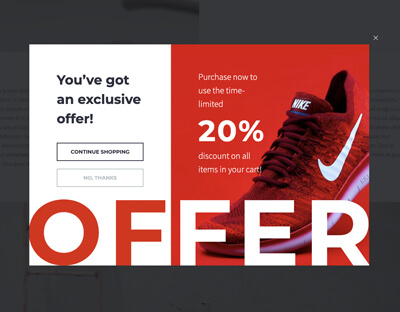 ×
You've got
an exclusive
offer!
CONTINUE SHOPPING
NO, THANKS
Purchase now to
use the time-
limited
20%
discount on all
items in your cart!
NIKE
OFFER